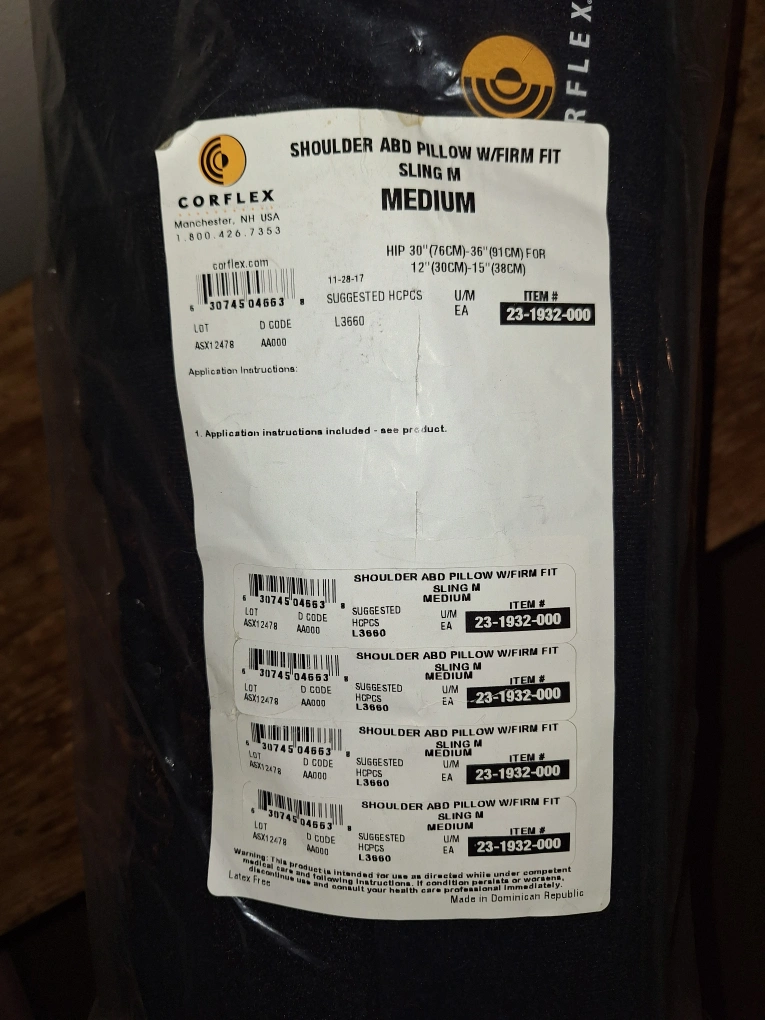 RFLEX
CORFLEX
Manchester, NH USA
1.800.426.7353
corflex.com
SHOULDER ABD PILLOW W/FIRM FIT
SLING M
MEDIUM
HIP 30"(76CM)-36"(91CM) FOR
12"(30CM)-15"(38CM)
6 30745 04663 8
11-28-17
SUGGESTED HCPCS
L3660
U/M
EA
ITEM #
23-1932-000
LOT
ASX12478
D CODE
AA000
Application Instructions:
1. Application instructions included - see product.
SHOULDER ABD PILLOW W/FIRM FIT
SLING M
MEDIUM
6 30745 04663 8
LOT
ASX12478
D CODE
AA000
SUGGESTED
HCPCS
L3660
U/M
EA
ITEM #
23-1932-000
SHOULDER ABD PILLOW W/FIRM FIT
SLING M
MEDIUM
6 30745 04663 8
LOT
ASX12478
D CODE
AA000
SUGGESTED
HCPCS
L3660
U/M
EA
ITEM #
23-1932-000
SHOULDER ABD PILLOW W/FIRM FIT
SLING M
MEDIUM
6 30745 04663 8
LOT
ASX12478
D CODE
AA000
SUGGESTED
HCPCS
L3660
U/M
EA
ITEM #
23-1932-000
SHOULDER ABD PILLOW W/FIRM FIT
SLING M
MEDIUM
6 30745 04663 8
LOT
ASX12478
D CODE
AA000
SUGGESTED
HCPCS
L3660
U/M
EA
ITEM #
23-1932-000
Warning: This product is intended for use as directed while under competent
medical care and following instructions. If condition persists or worsens,
discontinue use and consult your health care professional immediately.
Latex Free
Made in Dominican Republic